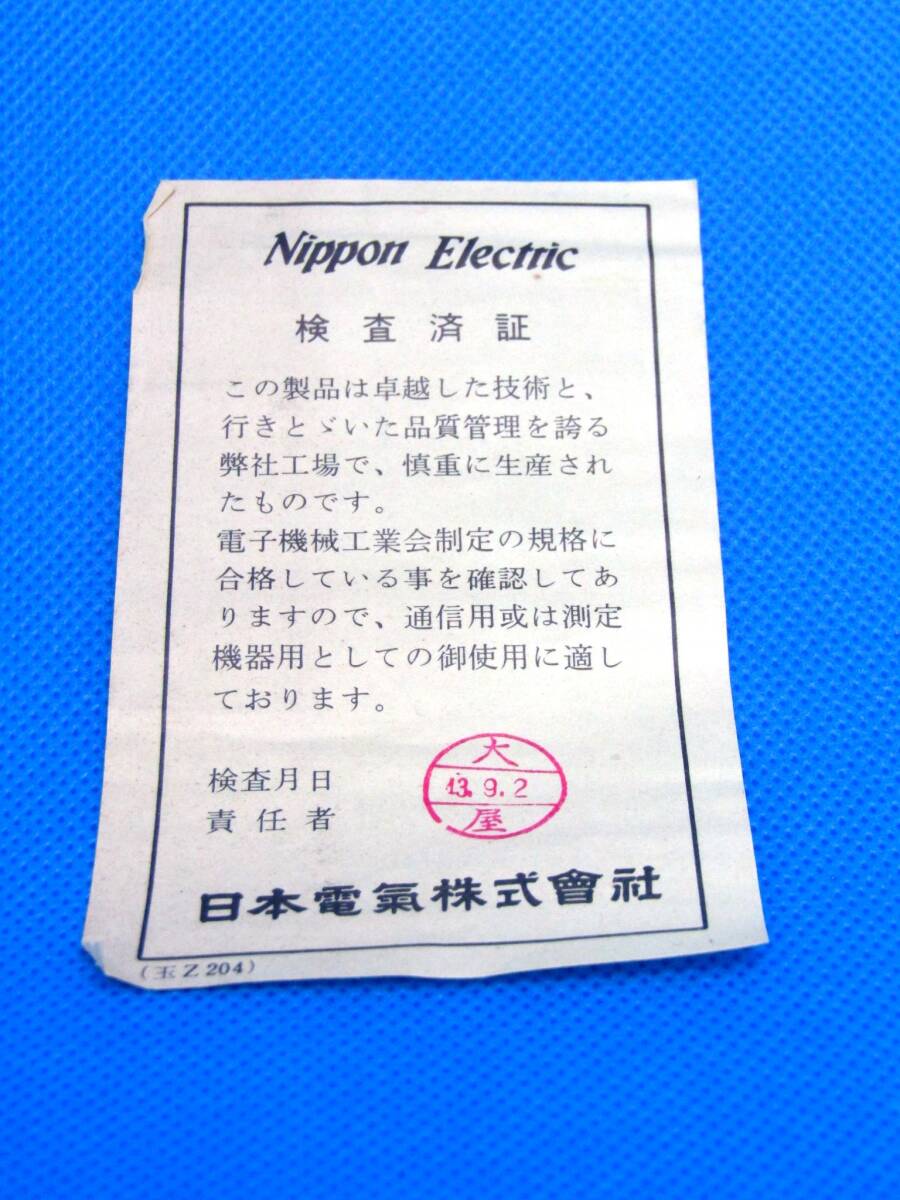 Nippon Electric
検査済証
この製品は卓越した技術と、
行きとゞいた品質管理を誇る
弊社工場で、慎重に生産され
たものです。
電子機械工業会制定の規格に
合格している事を確認してあ
りますので、通信用或は測定
機器用としての御使用に適し
ております。
検査月日
責任者
大
13.9.2
屋
日本電氣株式會社
(玉Z204)